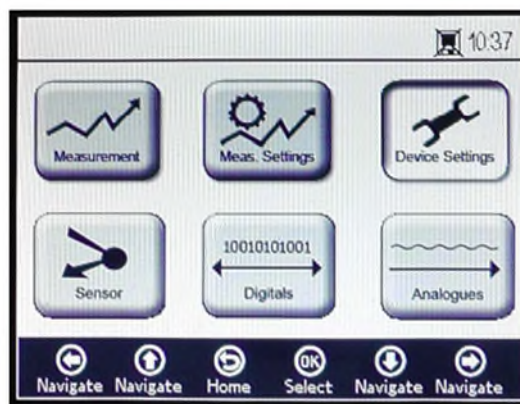 10:37
Measurement
Meas. Settings
Device Settings
10010101001
Sensor
Digitals
Analogues
OK
Navigate Navigate Home Select Navigate Navigate